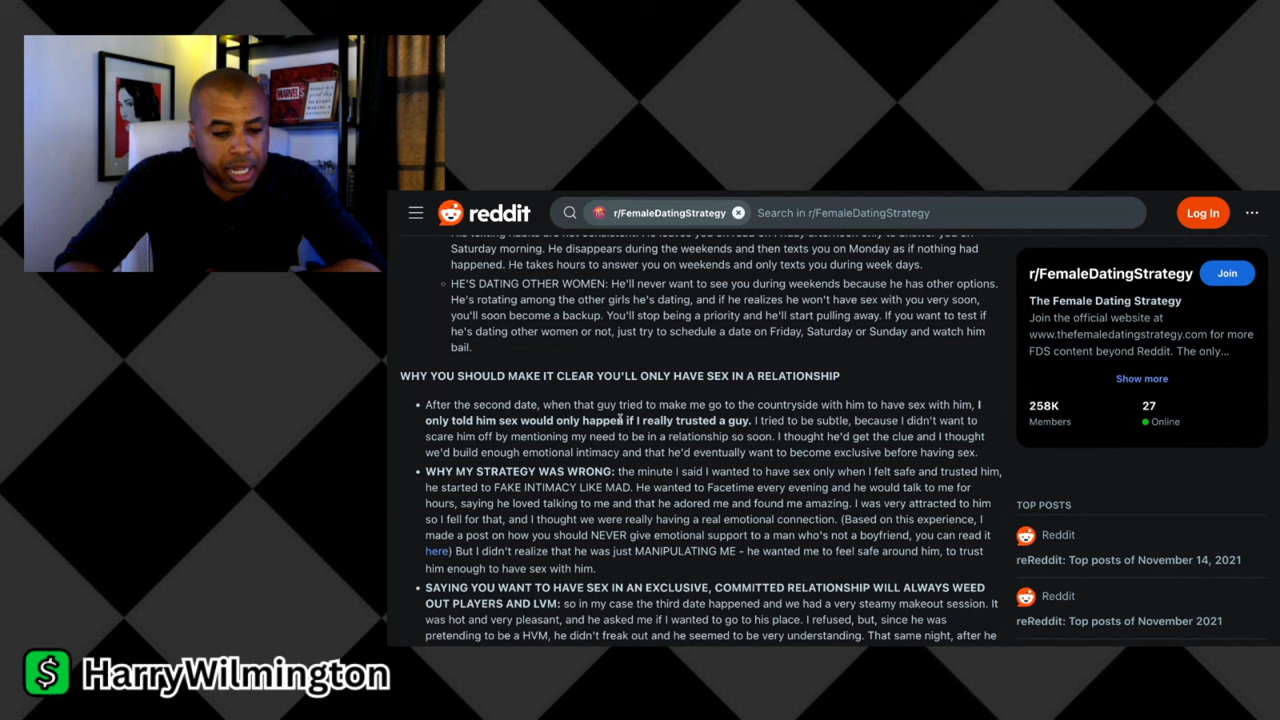 MARVEL
reddit
r/FemaleDatingStrategy
Search in r/FemaleDatingStrategy
Log In
Saturday morning. He disappears during the weekends and then texts you on Monday as if nothing had
happened. He takes hours to answer you on weekends and only texts you during week days.
HE'S DATING OTHER WOMEN: He'll never want to see you during weekends because he has other options.
He's rotating among the other girls he's dating, and if he realizes he won't have sex with you very soon,
you'll soon become a backup. You'll stop being a priority and he'll start pulling away. If you want to test if
he's dating other women or not, just try to schedule a date on Friday, Saturday or Sunday and watch him
bail.
WHY YOU SHOULD MAKE IT CLEAR YOU'LL ONLY HAVE SEX IN A RELATIONSHIP
• After the second date, when that guy tried to make me go to the countryside with him to have sex with him, I
only told him sex would only happen if I really trusted a guy. I tried to be subtle, because I didn't want to
scare him off by mentioning my need to be in a relationship so soon. I thought he'd get the clue and I thought
we'd build enough emotional intimacy and that he'd eventually want to become exclusive before having sex.
• WHY MY STRATEGY WAS WRONG: the minute I said I wanted to have sex only when I felt safe and trusted him,
he started to FAKE INTIMACY LIKE MAD. He wanted to Facetime every evening and he would talk to me for
hours, saying he loved talking to me and that he adored me and found me amazing. I was very attracted to him
so I fell for that, and I thought we were really having a real emotional connection. (Based on this experience, I
made a post on how you should NEVER give emotional support to a man who's not a boyfriend, you can read it
here) But I didn't realize that he was just MANIPULATING ME - he wanted me to feel safe around him, to trust
him enough to have sex with him.
• SAYING YOU WANT TO HAVE SEX IN AN EXCLUSIVE, COMMITTED RELATIONSHIP WILL ALWAYS WEED
OUT PLAYERS AND LVM: so in my case the third date happened and we had a very steamy makeout session. It
was hot and very pleasant, and he asked me if I wanted to go to his place. I refused, but, since he was
pretending to be a HVM, he didn't freak out and he seemed to be very understanding. That same night, after he
r/FemaleDatingStrategy
Join
The Female Dating Strategy
Join the official website at
www.thefemaledatingstrategy.com for more
FDS content beyond Reddit. The only...
Show more
258K
Members
27
Online
TOP POSTS
Reddit
reReddit: Top posts of November 14, 2021
Reddit
reReddit: Top posts of November 2021
$ HarryWilmington